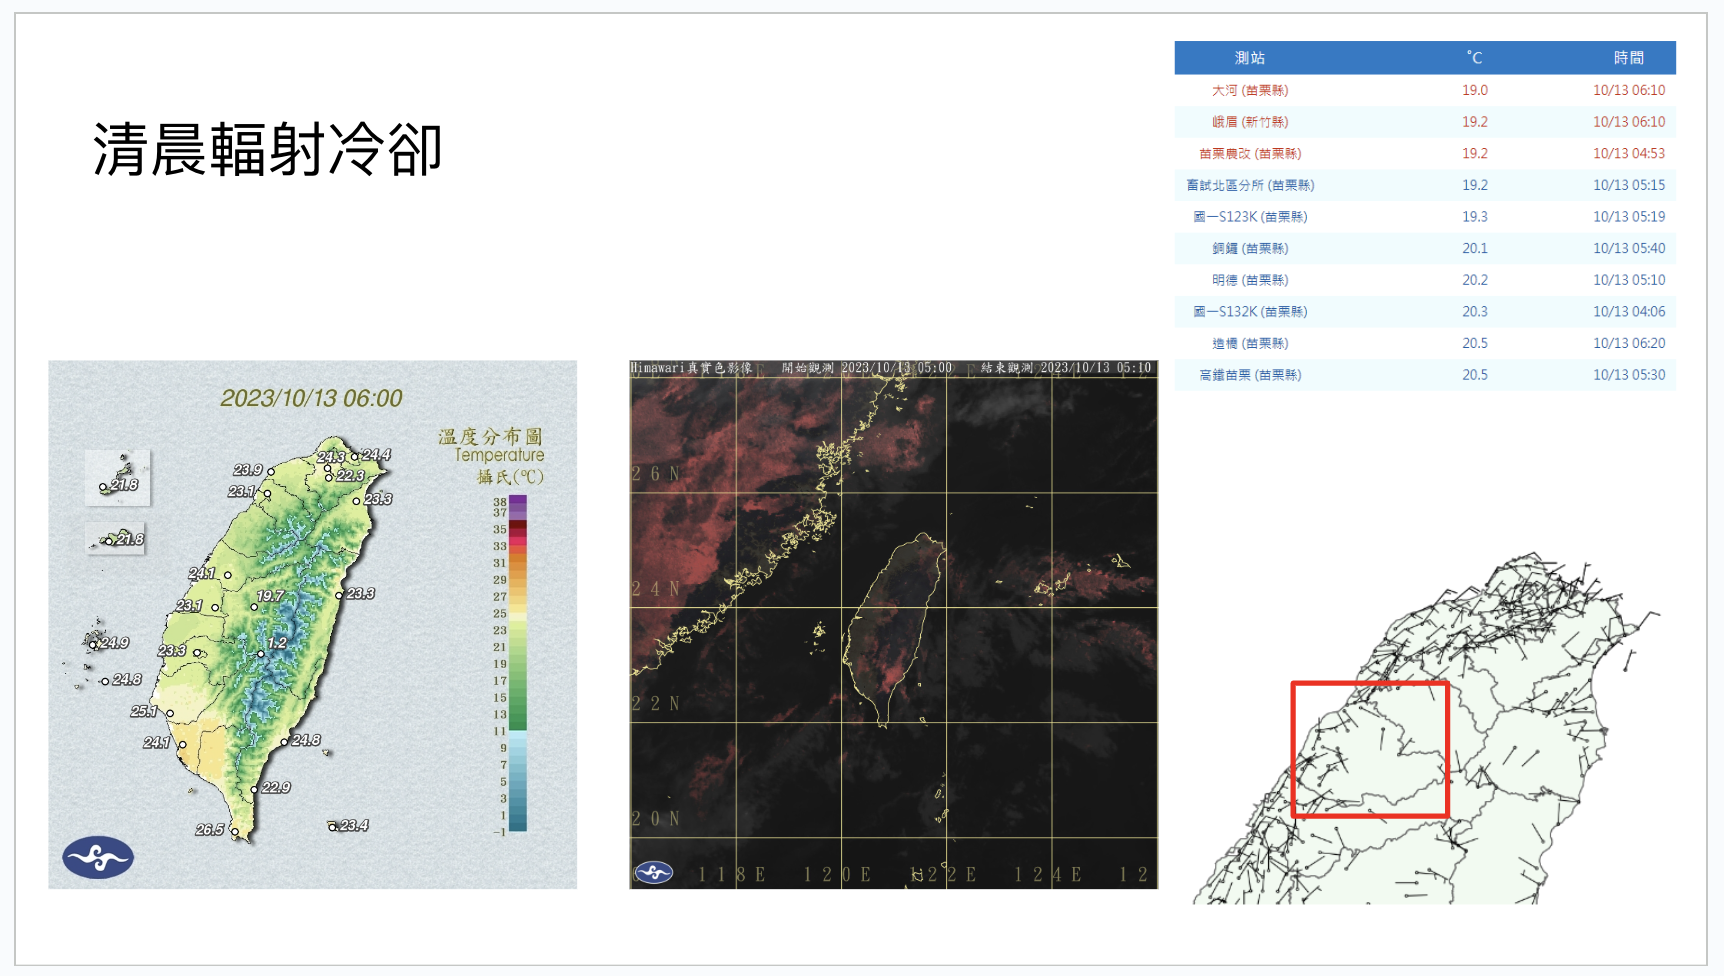 清晨輻射冷卻
測站 °C 時間
大河 (苗栗縣) 19.0 10/13 06:10
峨眉 (新竹縣) 19.2 10/13 06:10
苗栗農改 (苗栗縣) 19.2 10/13 04:53
畜試北區分所 (苗栗縣) 19.2 10/13 05:15
國一S123K (苗栗縣) 19.3 10/13 05:19
銅鑼 (苗栗縣) 20.1 10/13 05:40
明德 (苗栗縣) 20.2 10/13 05:10
國一S132K (苗栗縣) 20.3 10/13 04:06
造橋 (苗栗縣) 20.5 10/13 06:20
高鐵苗栗 (苗栗縣) 20.5 10/13 05:30
2023/10/13 06:00
溫度分布圖
Temperature
攝氏(℃)
24.3
24.4
23.9
22.3
21.8
23.1
23.3
21.8
24.1
19.7
23.3
23.1
1.2
24.9
23.3
24.8
25.1
24.1
24.8
22.9
26.5
23.4
38
37
35
33
31
29
27
25
23
21
19
17
15
13
11
9
7
5
3
1
-1
Himawari真實色影像 開始觀測 2023/10/13 05:00 結束觀測 2023/10/13 05:10
26N
24N
22N
20N
118E 120E 122E 124E 12